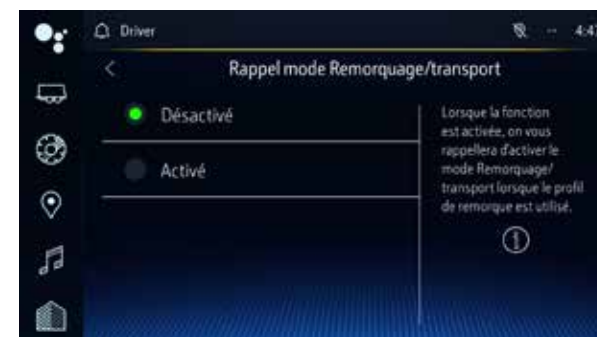 Driver
-- 4:47
Rappel mode Remorquage/transport
Désactivé
Activé
Lorsque la fonction
est activée, on vous
rappellera d'activer le
mode Remorquage/
transport lorsque le profil
de remorque est utilisé.